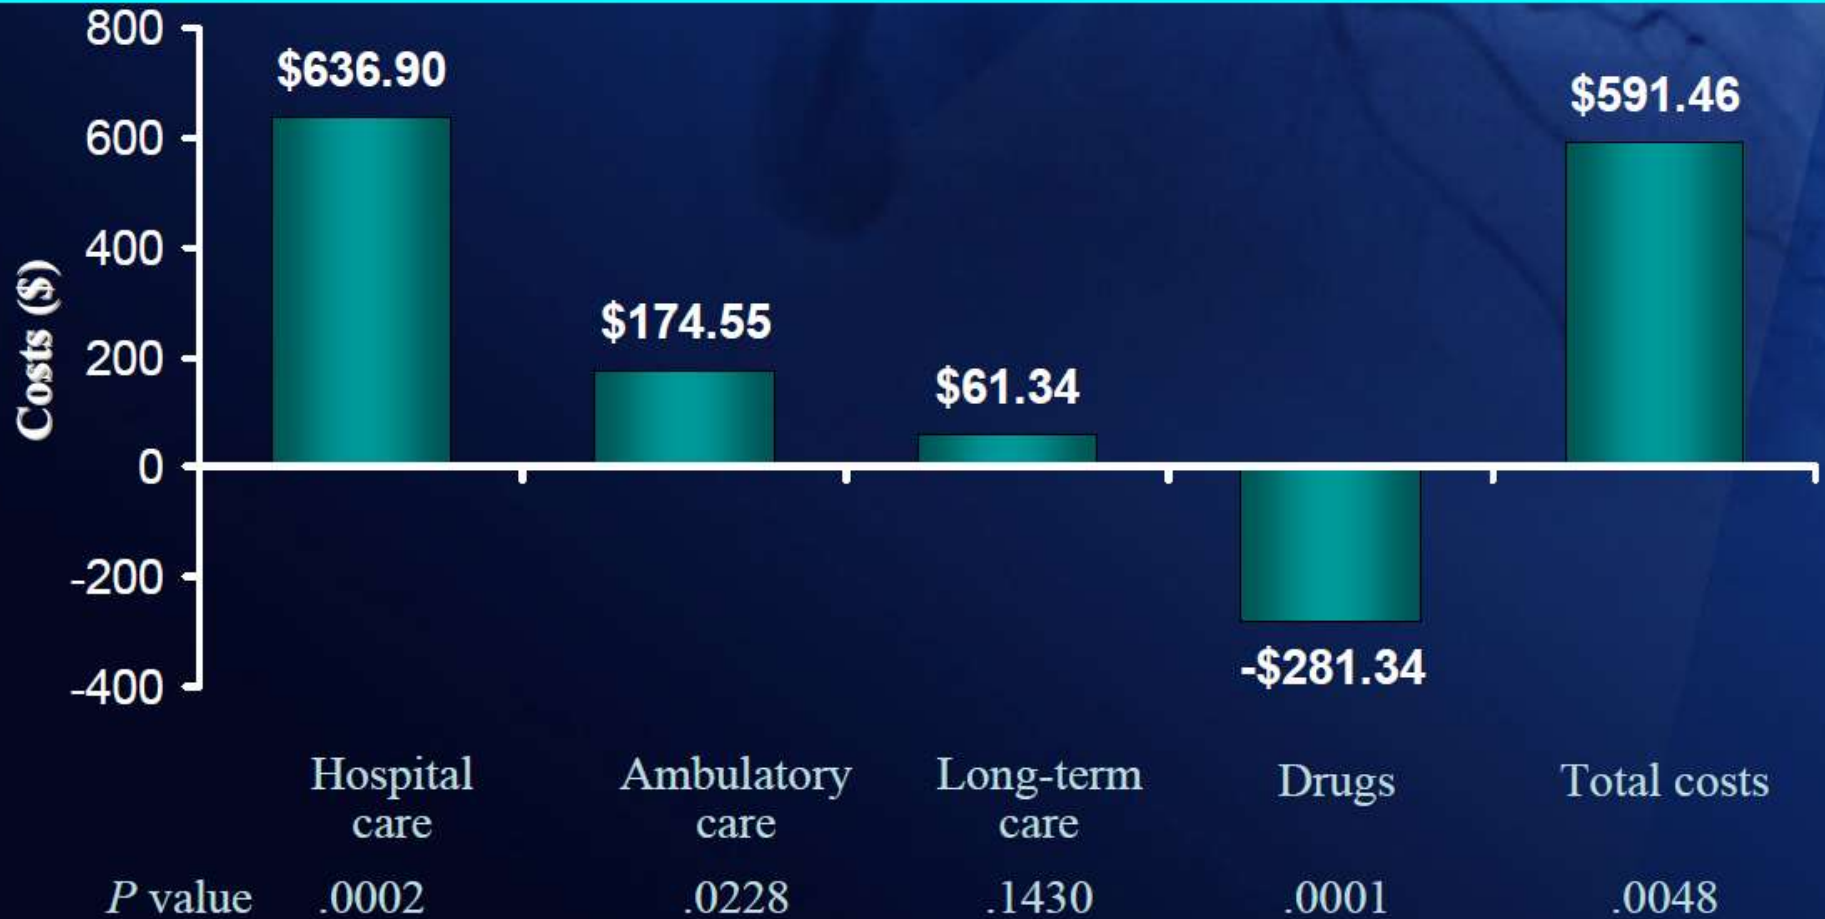 800
$636.90
$591.46
600
400
$174.55
$61.34
200
Costs ($)
0
-200
-$281.34
-400
Hospital
care
Ambulatory
care
Long-term
care
Drugs
Total costs
P value .0002 .0228 .1430 .0001 .0048